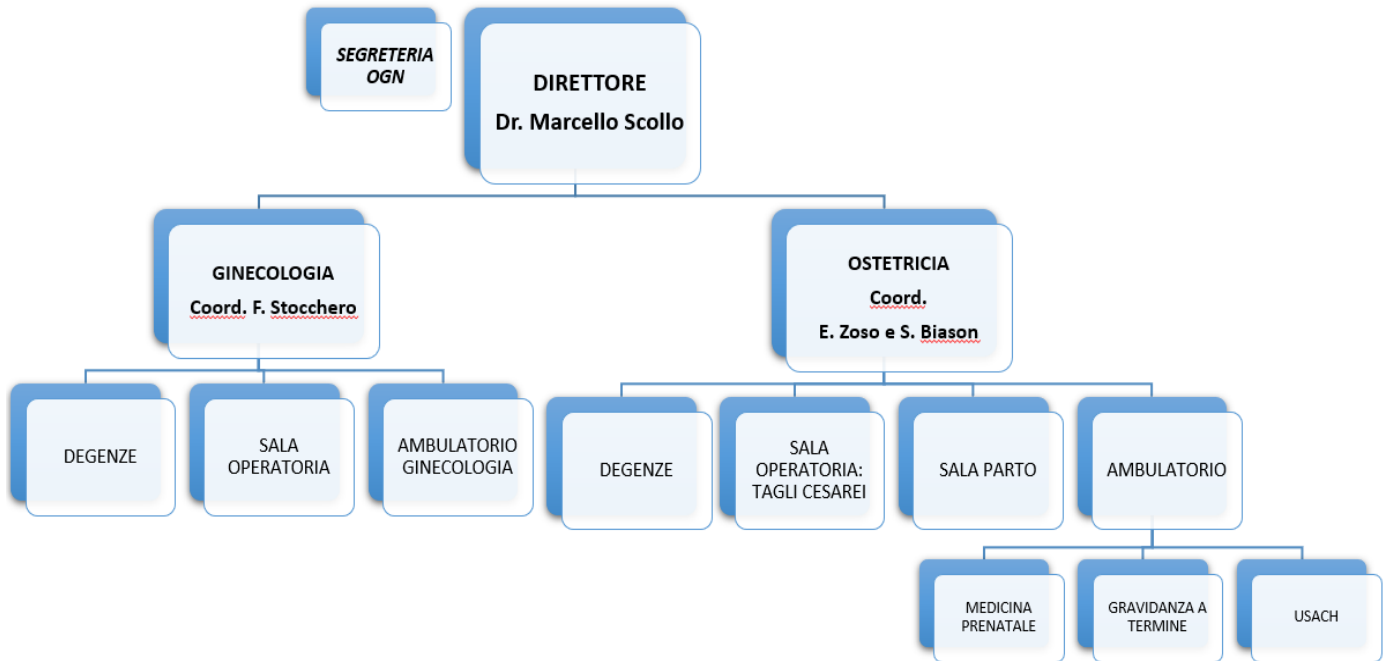 SEGRETERIA
OGN
DIRETTORE
Dr. Marcello Scollo
GINECOLOGIA
Coord. F. Stocchero
OSTETRICIA
Coord.
E. Zoso e S. Biason
DEGENZE
SALA
OPERATORIA
AMBULATORIO
GINECOLOGIA
DEGENZE
SALA
OPERATORIA:
TAGLI CESAREI
SALA PARTO
AMBULATORIO
MEDICINA
PRENATALE
GRAVIDANZA A
TERMINE
USACH